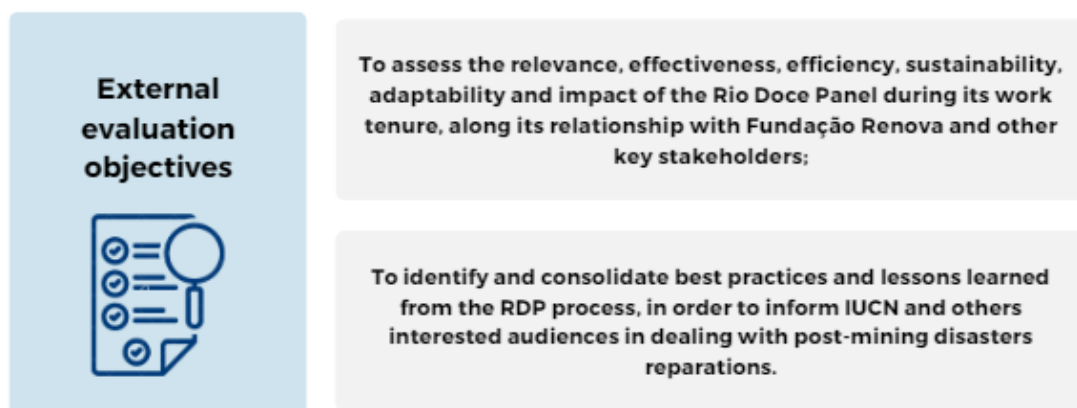 External
evaluation
objectives
To assess the relevance, effectiveness, efficiency, sustainability,
adaptability and impact of the Rio Doce Panel during its work
tenure, along its relationship with Fundação Renova and other
key stakeholders;
To identify and consolidate best practices and lessons learned
from the RDP process, in order to inform IUCN and others
interested audiences in dealing with post-mining disasters
reparations.